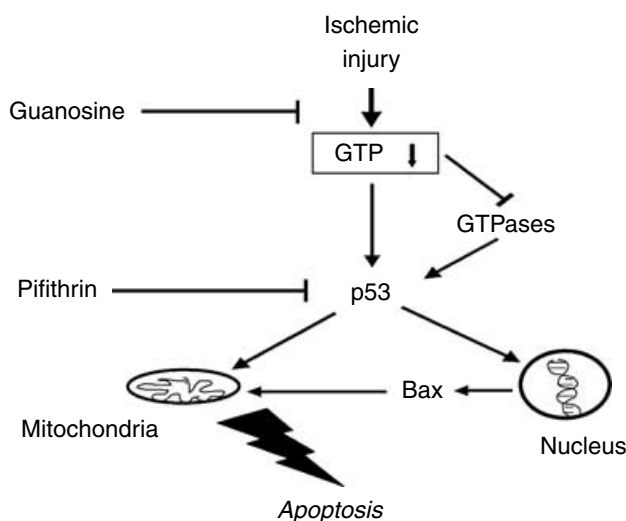 Ischemic
injury
Guanosine
GTP
GTPases
Pifithrin
p53
Bax
Mitochondria
Nucleus
Apoptosis